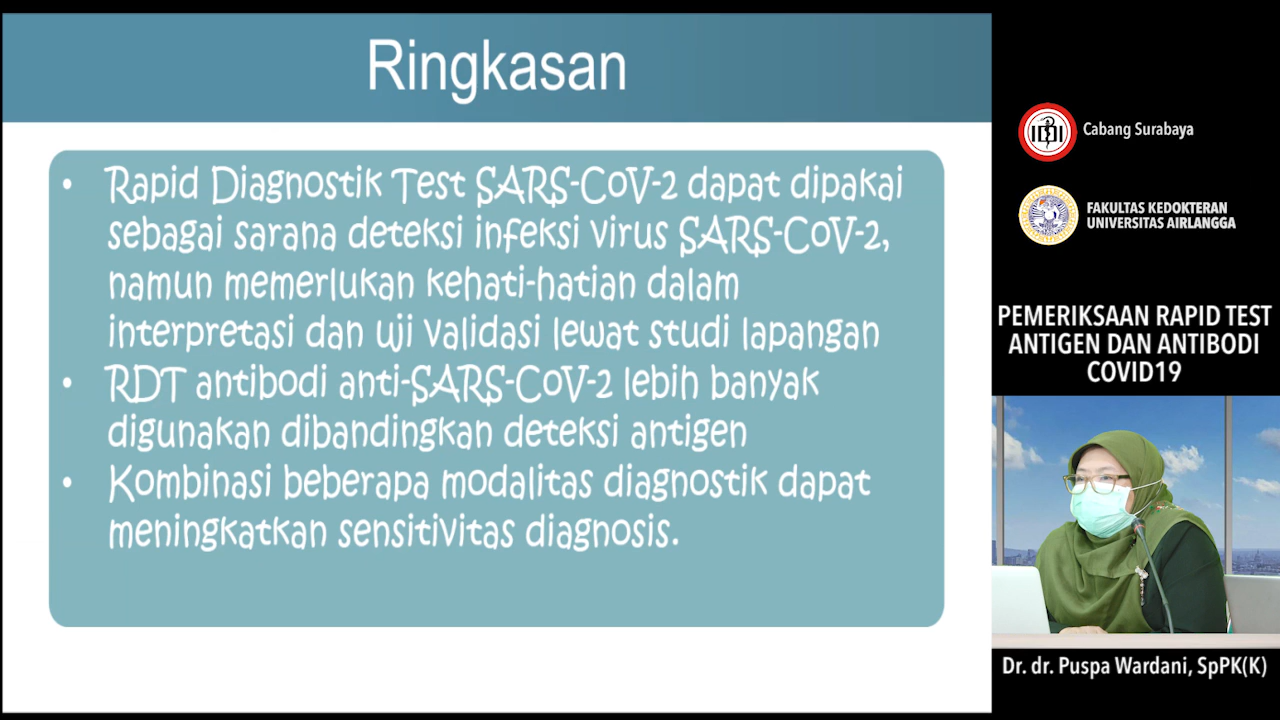 Ringkasan
• Rapid Diagnostik Test SARS-CoV-2 dapat dipakai
sebagai sarana deteksi infeksi virus SARS-CoV-2,
namun memerlukan kehati-hatian dalam
interpretasi dan uji validasi lewat studi lapangan
• RDT antibodi anti-SARS-CoV-2 lebih banyak
digunakan dibandingkan deteksi antigen
• Kombinasi beberapa modalitas diagnostik dapat
meningkatkan sensitivitas diagnosis.
IDI
Cabang Surabaya
FAKULTAS KEDOKTERAN
UNIVERSITAS AIRLANGGA
PEMERIKSAAN RAPID TEST
ANTIGEN DAN ANTIBODI
COVID19
Dr. dr. Puspa Wardani, SpPK(K)